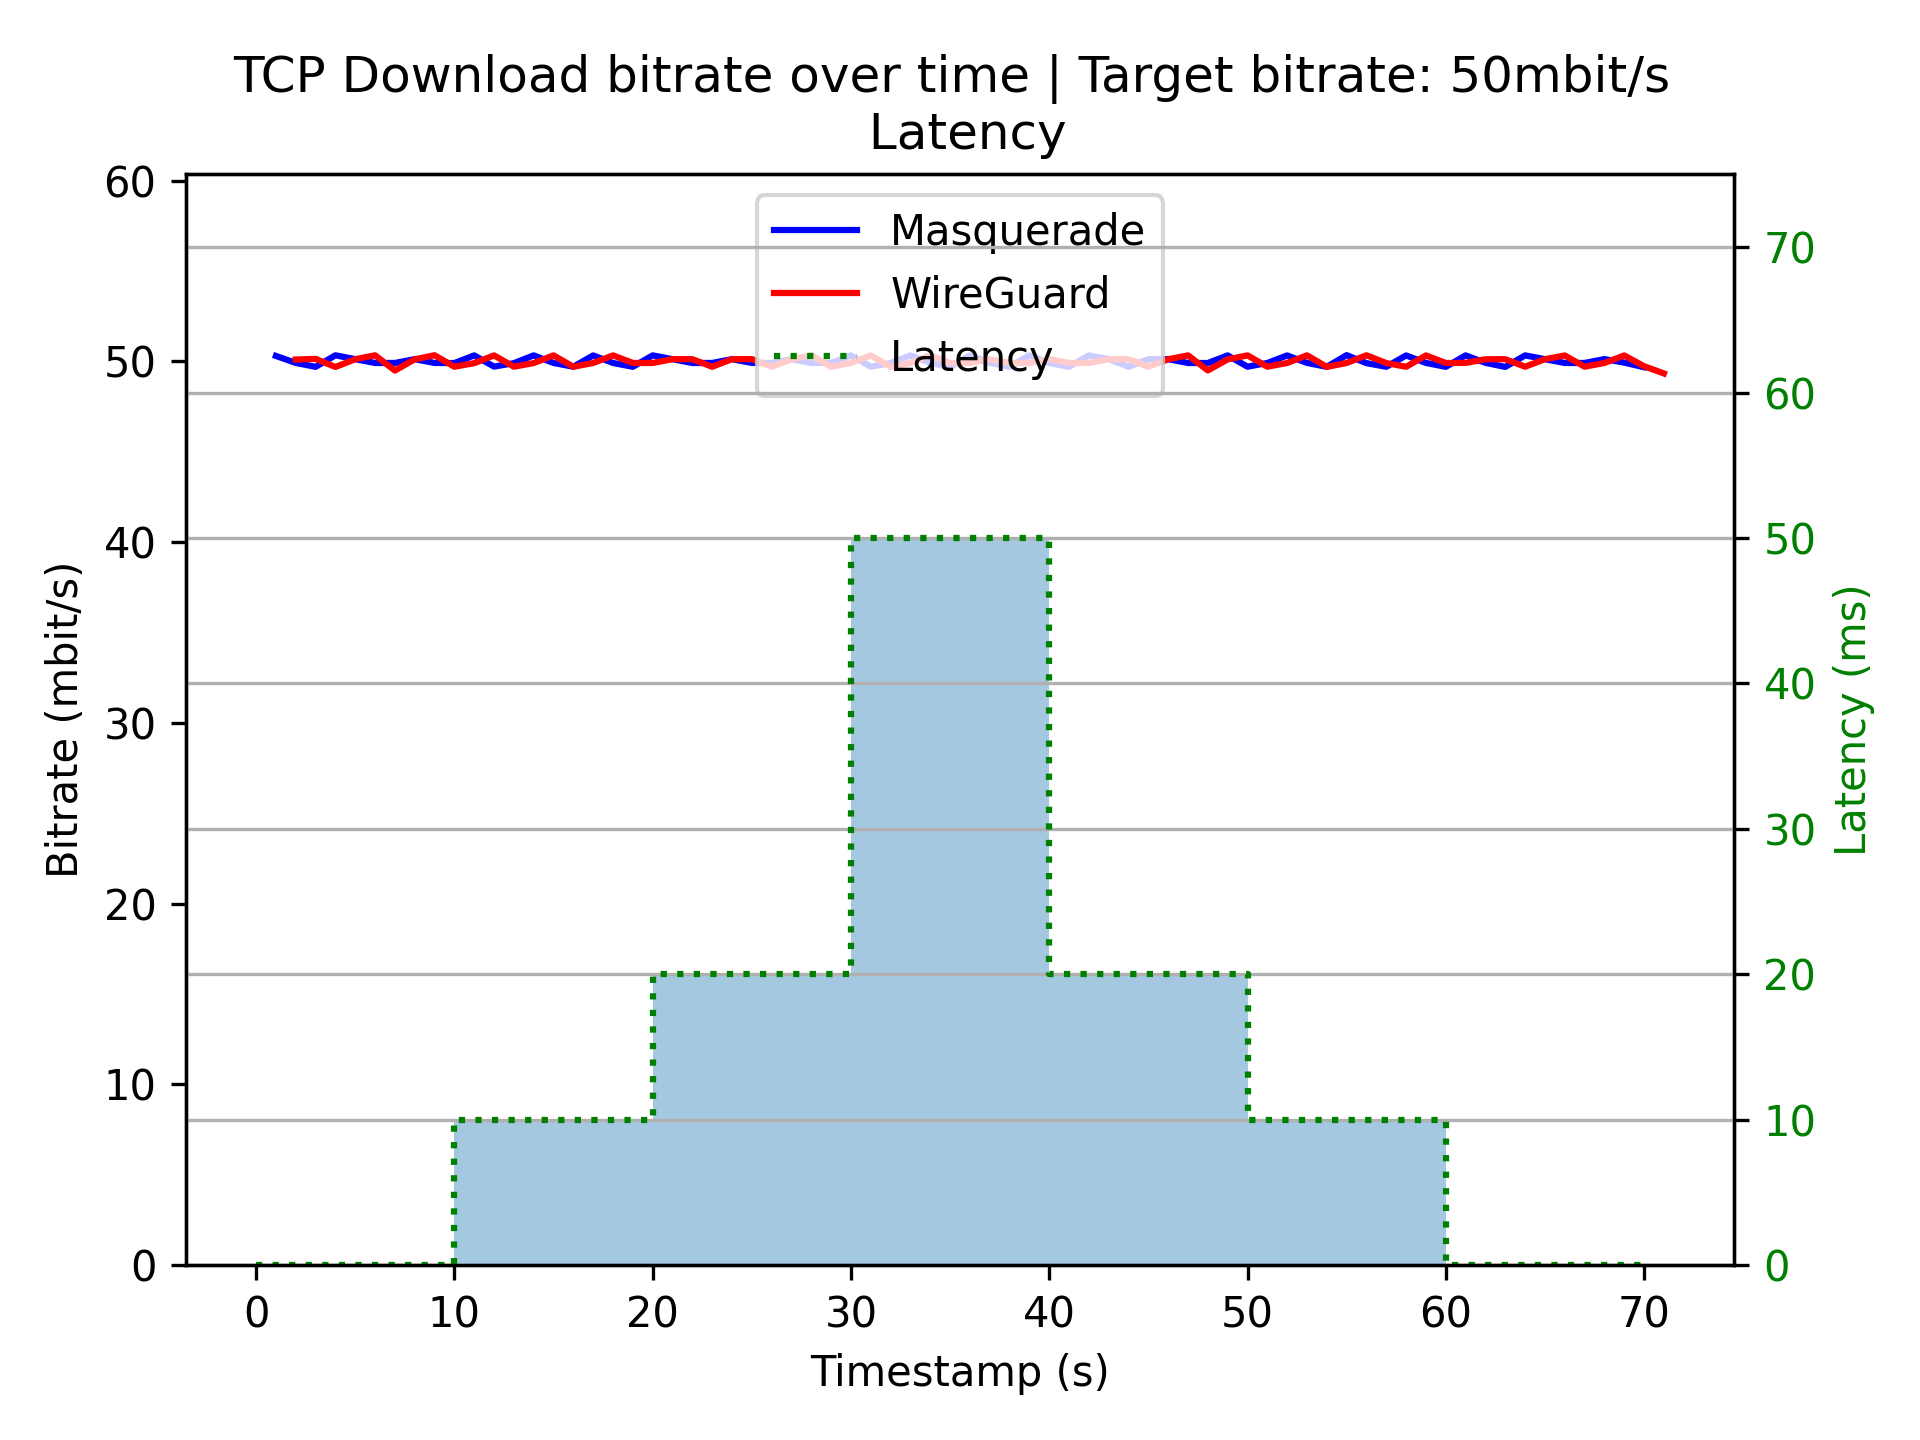 TCP Download bitrate over time | Target bitrate: 50mbit/s
Latency
Masquerade
WireGuard
Latency
60
50
40
30
20
10
0
Bitrate (mbit/s)
70
60
50
40
30
20
10
0
Latency (ms)
0 10 20 30 40 50 60 70
Timestamp (s)